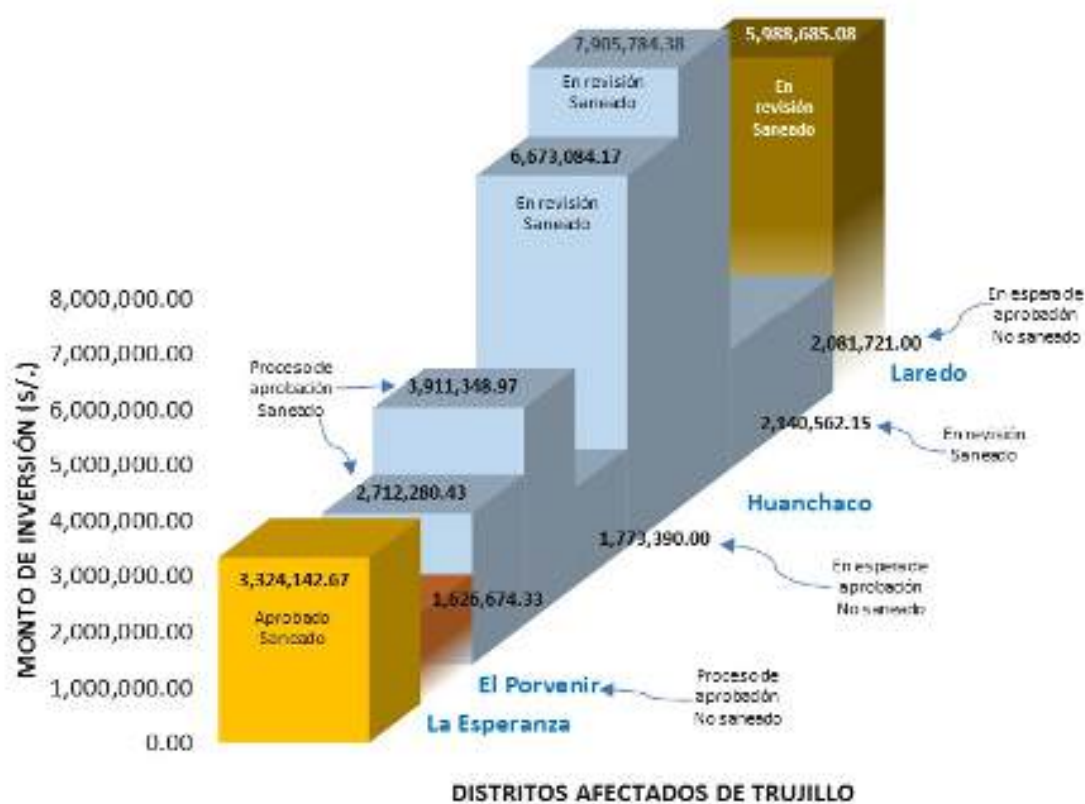 7,905,784.38
En revisión
Saneado
5,988,685.08
En
revisión
Saneado
6,673,084.17
En revisión
Saneado
MONTO DE INVERSIÓN (S/.)
8,000,000.00
7,000,000.00
6,000,000.00
5,000,000.00
4,000,000.00
3,000,000.00
2,000,000.00
1,000,000.00
0.00
Proceso de
aprobación
Saneado
3,911,348.97
2,712,280.43
3,324,142.67
Aprobado
Saneado
1,626,674.33
En espera de
aprobación
No saneado
2,081,721.00
Laredo
2,140,562.15
En revisión
Saneado
Huanchaco
1,773,390.00
En espera de
aprobación
No saneado
El Porvenir
Proceso de
aprobación
No saneado
La Esperanza
DISTRITOS AFECTADOS DE TRUJILLO